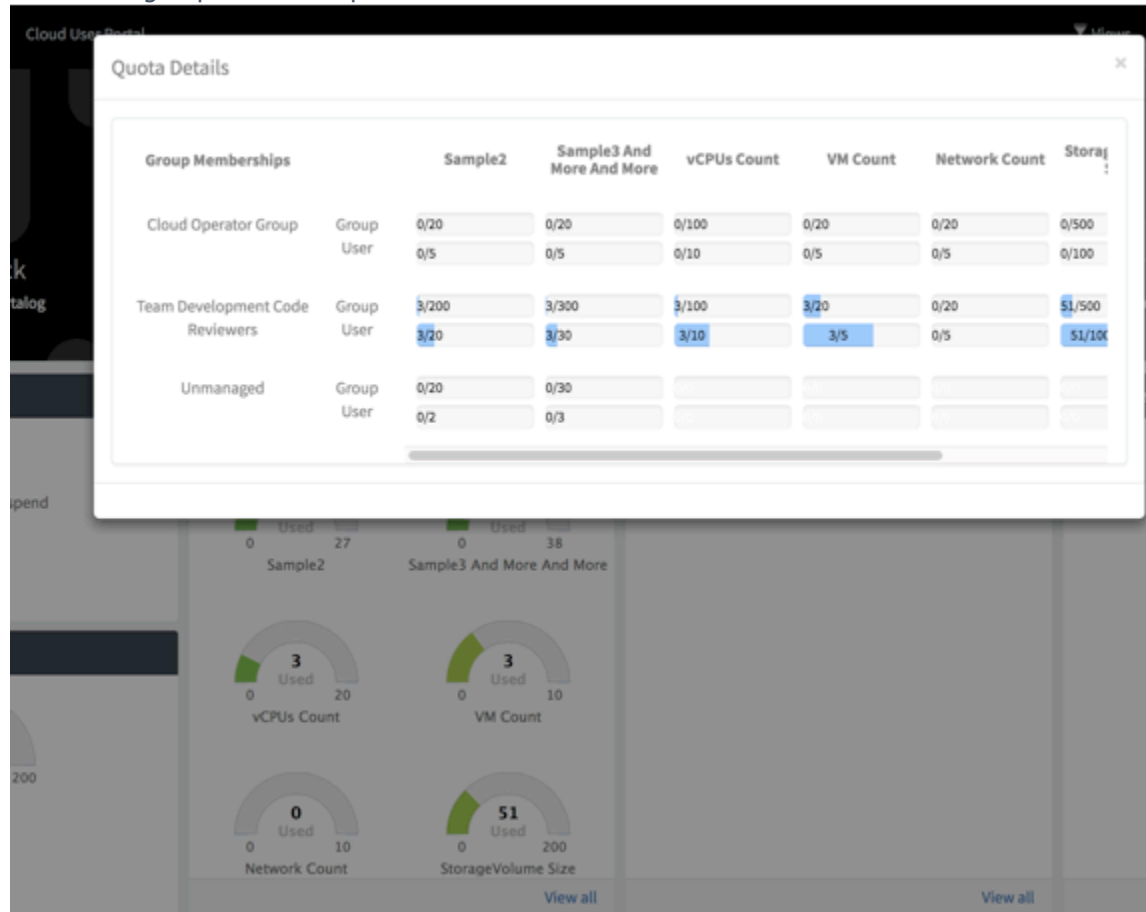 Cloud User Portal
Views
Quota Details
×
Group Memberships
Sample2
Sample3 And
More And More
vCPUs Count
VM Count
Network Count
Storag
Cloud Operator Group
Group
0/20
0/20
0/100
0/20
0/20
0/500
User
0/5
0/5
0/10
0/5
0/5
0/100
Team Development Code
Reviewers
Group
3/200
3/300
3/100
3/20
0/20
51/500
User
3/20
3/30
3/10
3/5
0/5
51/100
Unmanaged
Group
0/20
0/30
User
0/2
0/3
k
talog
pend
200
Used
0
27
Sample2
Used
0
38
Sample3 And More And More
3
Used
0
20
vCPUs Count
3
Used
0
10
VM Count
0
Used
0
10
Network Count
51
Used
0
200
StorageVolume Size
View all
View all